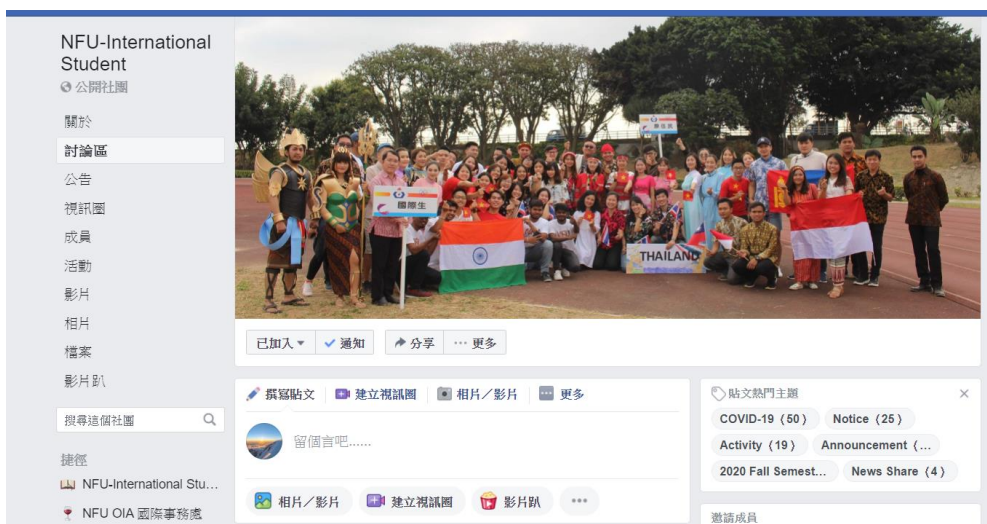 NFU-International
Student
公開社團
關於
討論區
公告
視訊圈
成員
活動
影片
相片
檔案
影片趴
搜尋這個社團
捷徑
NFU-International Stu...
NFU OIA 國際事務處
國際生
THAILAND
已加入
通知
分享
更多
撰寫貼文
建立視訊圈
相片／影片
更多
留個言吧......
相片／影片
建立視訊圈
影片趴
貼文熱門主題
COVID-19（50）
Notice（25）
Activity（19）
Announcement（...
2020 Fall Semest...
News Share（4）
邀請成員